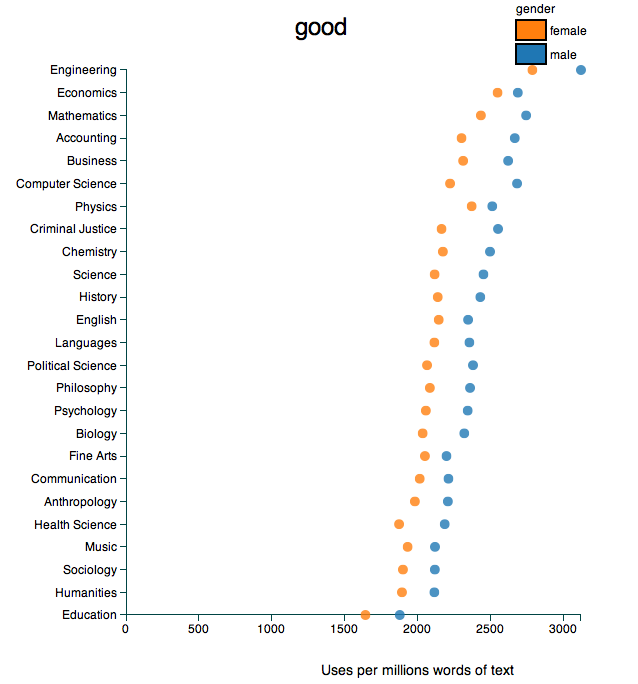 good
gender
female
male
Engineering
Economics
Mathematics
Accounting
Business
Computer Science
Physics
Criminal Justice
Chemistry
Science
History
English
Languages
Political Science
Philosophy
Psychology
Biology
Fine Arts
Communication
Anthropology
Health Science
Music
Sociology
Humanities
Education
0 500 1000 1500 2000 2500 3000
Uses per millions words of text